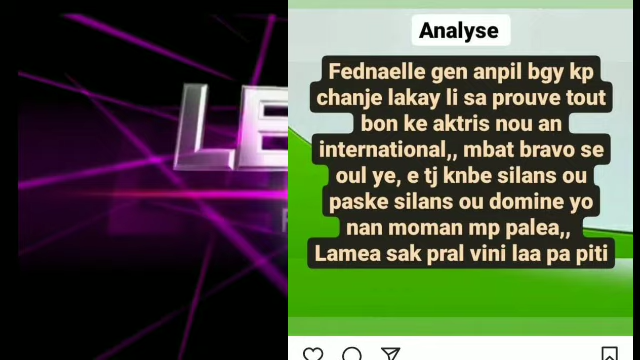 LE
Analyse
Fednaelle gen anpil bgy kp
chanje lakay li sa prouve tout
bon ke aktris nou an
international,, mbat bravo se
oul ye, e tj knbe silans ou
paske silans ou domine yo
nan moman mp palea,,
Lamea sak pral vini laa pa piti